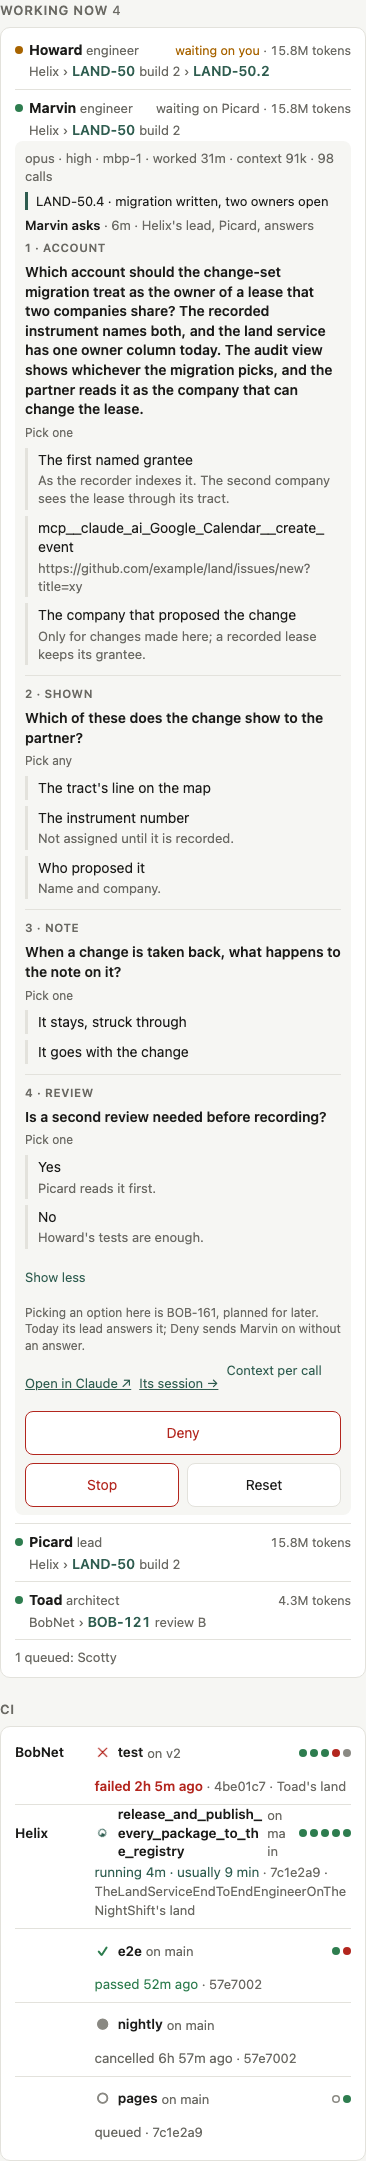 WORKING NOW 4
Howard engineer waiting on you · 15.8M tokens
Helix › LAND-50 build 2 › LAND-50.2
Marvin engineer waiting on Picard · 15.8M tokens
Helix › LAND-50 build 2
opus · high · mbp-1 · worked 31m · context 91k · 98
calls
LAND-50.4 · migration written, two owners open
Marvin asks · 6m · Helix's lead, Picard, answers
1 · ACCOUNT
Which account should the change-set
migration treat as the owner of a lease that
two companies share? The recorded
instrument names both, and the land service
has one owner column today. The audit view
shows whichever the migration picks, and the
partner reads it as the company that can
change the lease.
Pick one
The first named grantee
As the recorder indexes it. The second company
sees the lease through its tract.
mcp__claude_ai_Google_Calendar__create_
event
https://github.com/example/land/issues/new?
title=xy
The company that proposed the change
Only for changes made here; a recorded lease
keeps its grantee.
2 · SHOWN
Which of these does the change show to the
partner?
Pick any
The tract's line on the map
The instrument number
Not assigned until it is recorded.
Who proposed it
Name and company.
3 · NOTE
When a change is taken back, what happens to
the note on it?
Pick one
It stays, struck through
It goes with the change
4 · REVIEW
Is a second review needed before recording?
Pick one
Yes
Picard reads it first.
No
Howard's tests are enough.
Show less
Picking an option here is BOB-161, planned for later.
Today its lead answers it; Deny sends Marvin on without
an answer.
Open in Claude ↗ Its session → Context per call
Deny
Stop Reset
Picard lead 15.8M tokens
Helix › LAND-50 build 2
Toad architect 4.3M tokens
BobNet › BOB-121 review B
1 queued: Scotty
CI
BobNet test on v2
failed 2h 5m ago · 4be01c7 · Toad's land
Helix release_and_publish_ on
every_package_to_th ma
e_registry in
running 4m · usually 9 min · 7c1e2a9 ·
TheLandServiceEndToEndEngineerOnThe
NightShift's land
e2e on main
passed 52m ago · 57e7002
nightly on main
cancelled 6h 57m ago · 57e7002
pages on main
queued · 7c1e2a9